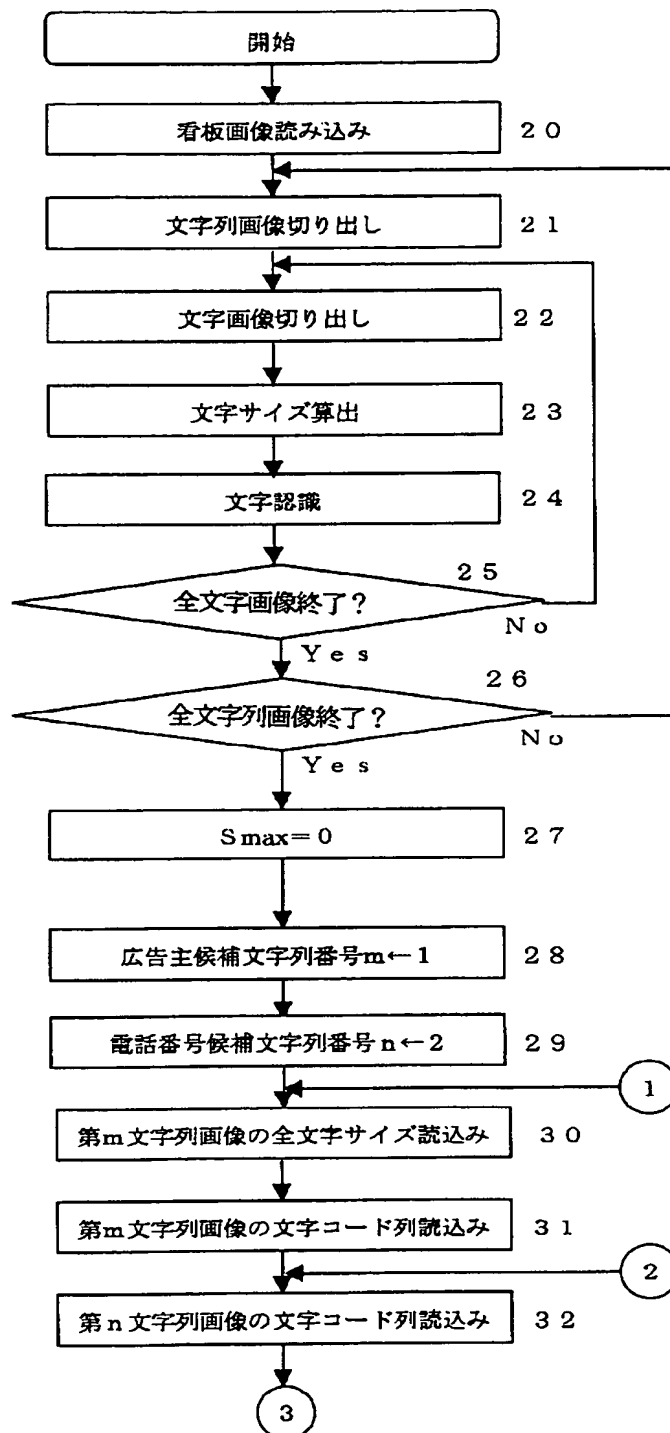 開始
看板画像読み込み 20
文字列画像切り出し 21
文字画像切り出し 22
文字サイズ算出 23
文字認識 24
25
全文字画像終了？
No
Yes
26
全文字列画像終了？
No
Yes
Smax＝0 27
広告主候補文字列番号m←1 28
電話番号候補文字列番号n←2 29
1
第m文字列画像の全文字サイズ読込み 30
第m文字列画像の文字コード列読込み 31
2
第n文字列画像の文字コード列読込み 32
3